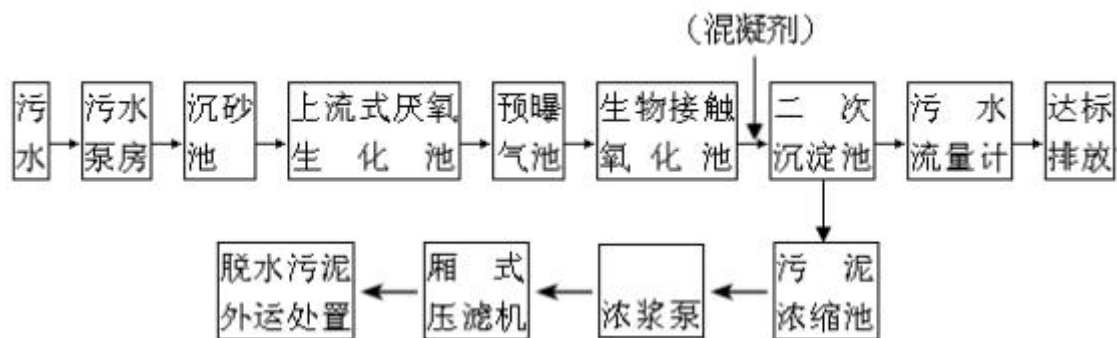 （混凝剂）
污水
污水泵房
沉砂池
上流式厌氧生化池
预曝气池
生物接触氧化池
二次沉淀池
污水流量计
达标排放
脱水污泥外运处置
厢式压滤机
浓浆泵
污泥浓缩池